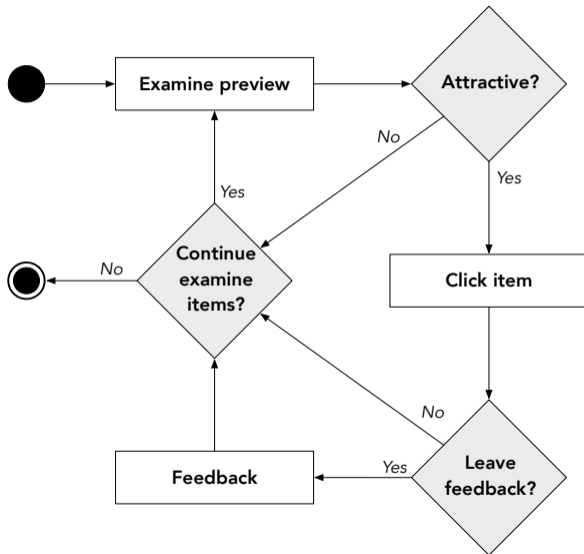 Examine preview
Attractive?
No
Yes
Yes
Continue
examine
items?
No
Click item
No
Feedback
Yes
Leave
feedback?